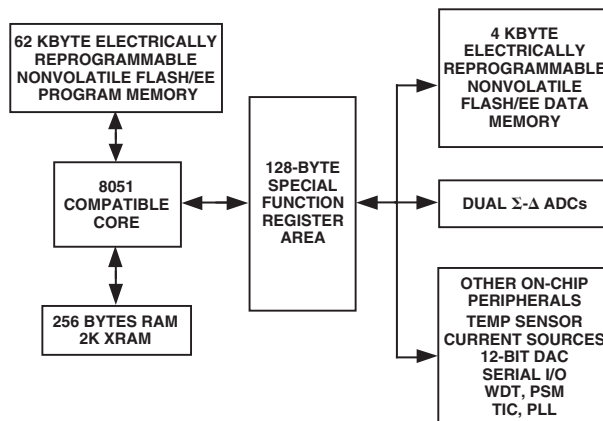 62 KBYTE ELECTRICALLY
REPROGRAMMABLE
NONVOLATILE FLASH/EE
PROGRAM MEMORY
8051
COMPATIBLE
CORE
256 BYTES RAM
2K XRAM
128-BYTE
SPECIAL
FUNCTION
REGISTER
AREA
4 KBYTE
ELECTRICALLY
REPROGRAMMABLE
NONVOLATILE
FLASH/EE DATA
MEMORY
DUAL Σ-Δ ADCs
OTHER ON-CHIP
PERIPHERALS
TEMP SENSOR
CURRENT SOURCES
12-BIT DAC
SERIAL I/O
WDT, PSM
TIC, PLL